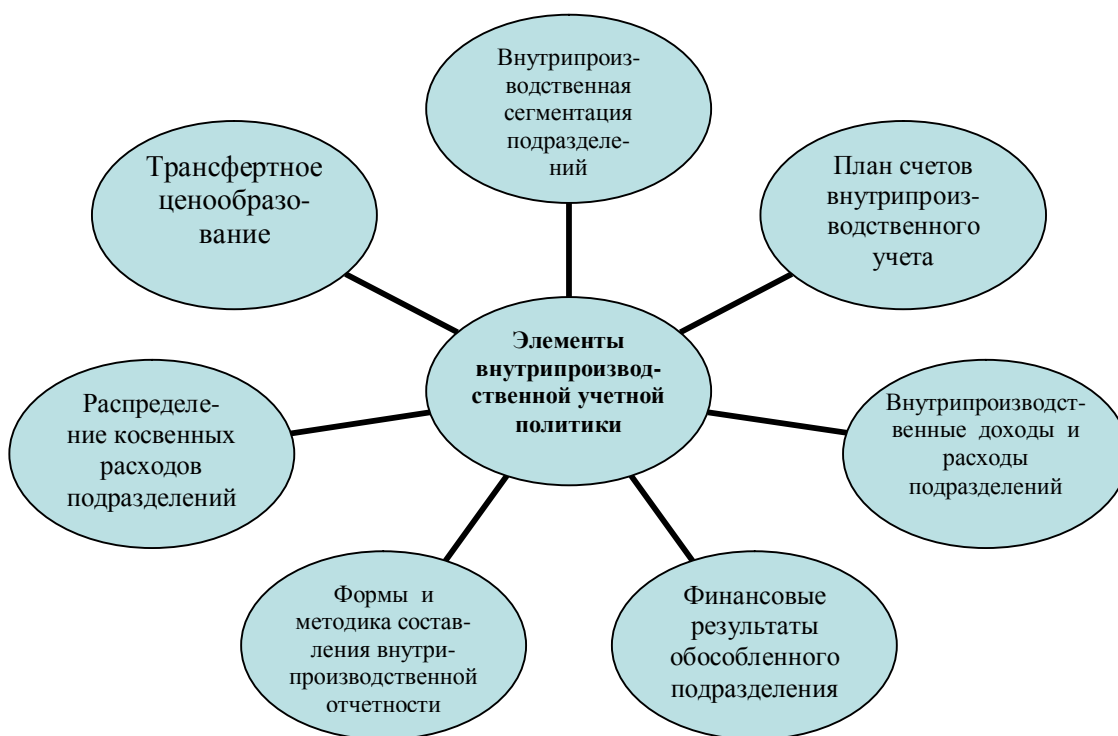 Внутрипроиз-
водственная
сегментация
подразделе-
ний
Трансфертное
ценообразо-
вание
План счетов
внутрипроиз-
водственного
учета
Элементы
внутрипроизвод-
ственной учетной
политики
Распределе-
ние косвенных
расходов
подразделений
Внутрипроизводст-
венные доходы и
расходы
подразделений
Формы и
методика состав-
ления внутри-
производственной
отчетности
Финансовые
результаты
обособленного
подразделения